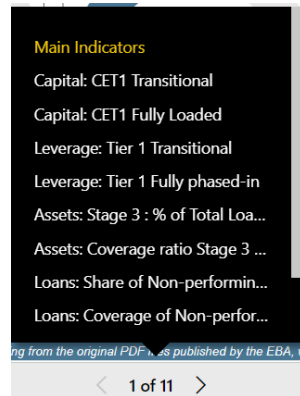 Main Indicators
Capital: CET1 Transitional
Capital: CET1 Fully Loaded
Leverage: Tier 1 Transitional
Leverage: Tier 1 Fully phased-in
Assets: Stage 3 : % of Total Loa...
Assets: Coverage ratio Stage 3 ...
Loans: Share of Non-performin...
Loans: Coverage of Non-perfor...
ng from the original PDF files published by the EBA,
1 of 11